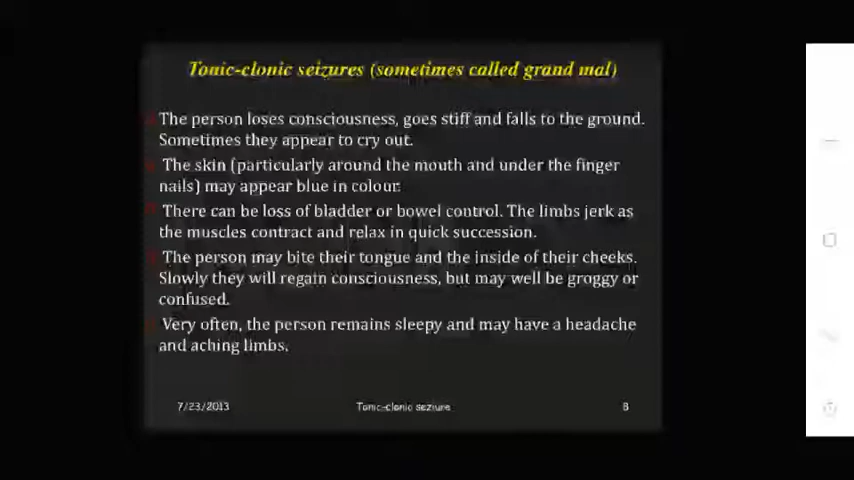 Tonic-clonic seizures (sometimes called grand mal)
The person loses consciousness, goes stiff and falls to the ground.
Sometimes they appear to cry out.
The skin (particularly around the mouth and under the finger
nails) may appear blue in colour.
There can be loss of bladder or bowel control. The limbs jerk as
the muscles contract and relax in quick succession.
The person may bite their tongue and the inside of their cheeks.
Slowly they will regain consciousness, but may well be groggy or
confused.
Very often, the person remains sleepy and may have a headache
and aching limbs.
7/23/2013 Tonic-clonic seziure 8